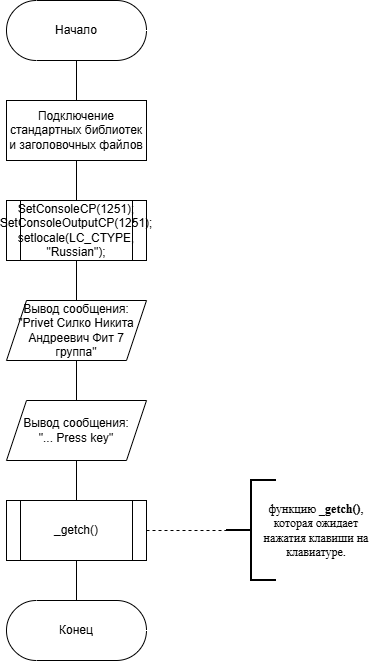 Начало
Подключение
стандартных библиотек
и заголовочных файлов
SetConsoleCP(1251);
SetConsoleOutputCP(1251);
setlocale(LC_CTYPE,
"Russian");
Вывод сообщения:
"Privet Силко Никита
Андреевич Фит 7
группа"
Вывод сообщения:
"... Press key"
_getch()
функцию _getch(),
которая ожидает
нажатия клавиши на
клавиатуре.
Конец